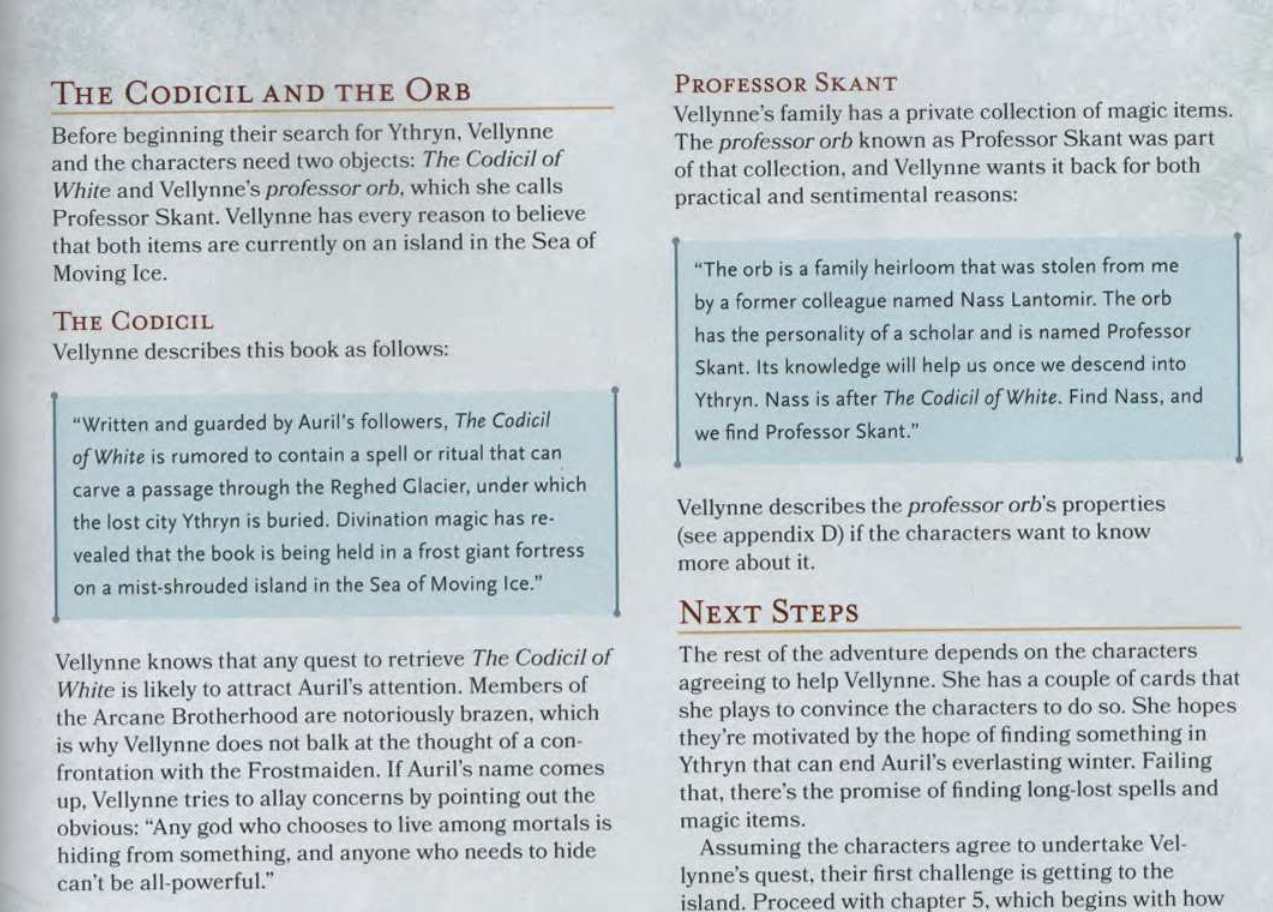 THE CODICIL AND THE ORB
Before beginning their search for Ythryn, Vellynne
and the characters need two objects: The Codicil of
White and Vellynne's professor orb, which she calls
Professor Skant. Vellynne has every reason to believe
that both items are currently on an island in the Sea of
Moving Ice.
THE CODICIL
Vellynne describes this book as follows:
"Written and guarded by Auril's followers, The Codicil
of White is rumored to contain a spell or ritual that can
carve a passage through the Reghed Glacier, under which
the lost city Ythryn is buried. Divination magic has re-
vealed that the book is being held in a frost giant fortress
on a mist-shrouded island in the Sea of Moving Ice."
Vellynne knows that any quest to retrieve The Codicil of
White is likely to attract Auril's attention. Members of
the Arcane Brotherhood are notoriously brazen, which
is why Vellynne does not balk at the thought of a con-
frontation with the Frostmaiden. If Auril's name comes
up, Vellynne tries to allay concerns by pointing out the
obvious: "Any god who chooses to live among mortals is
hiding from something, and anyone who needs to hide
can't be all-powerful."
PROFESSOR SKANT
Vellynne's family has a private collection of magic items.
The professor orb known as Professor Skant was part
of that collection, and Vellynne wants it back for both
practical and sentimental reasons:
"The orb is a family heirloom that was stolen from me
by a former colleague named Nass Lantomir. The orb
has the personality of a scholar and is named Professor
Skant. Its knowledge will help us once we descend into
Ythryn. Nass is after The Codicil of White. Find Nass, and
we find Professor Skant."
Vellynne describes the professor orb's properties
(see appendix D) if the characters want to know
more about it.
NEXT STEPS
The rest of the adventure depends on the characters
agreeing to help Vellynne. She has a couple of cards that
she plays to convince the characters to do so. She hopes
they're motivated by the hope of finding something in
Ythryn that can end Auril's everlasting winter. Failing
that, there's the promise of finding long-lost spells and
magic items.
Assuming the characters agree to undertake Vel-
lynne's quest, their first challenge is getting to the
island. Proceed with chapter 5, which begins with how